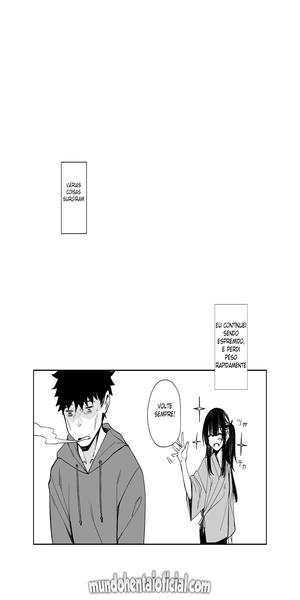 VÁRIAS
COISAS
SURGIRAM
EU CONTINUEI
SENDO
ESPREMIDO,
E PERDI
PESO
RAPIDAMENTE
VOLTE
SEMPRE!
mundohentaioficial.com